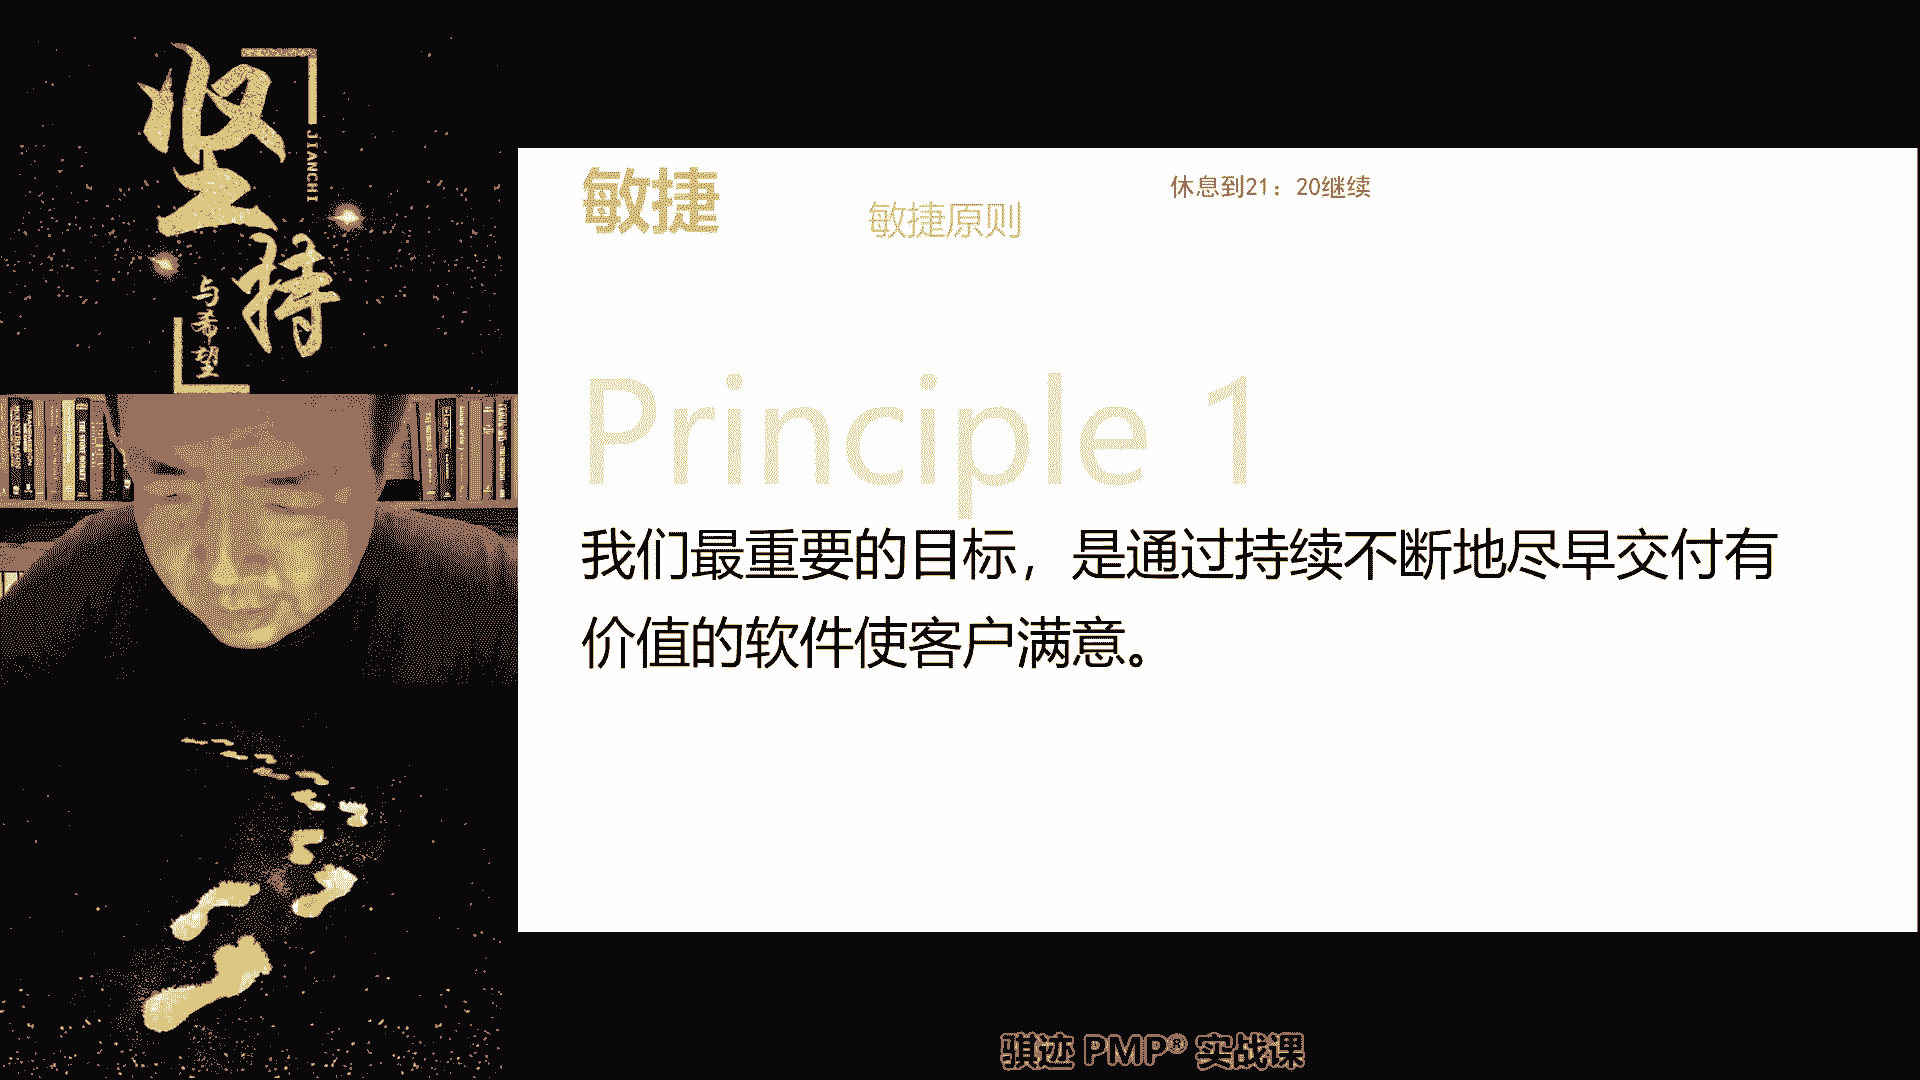 坚持
JIANCHI
与希望
敏捷
敏捷原则
休息到21：20继续
Principle 1
我们最重要的目标，是通过持续不断地尽早交付有
价值的软件使客户满意。
骐迹 PMP® 实战课